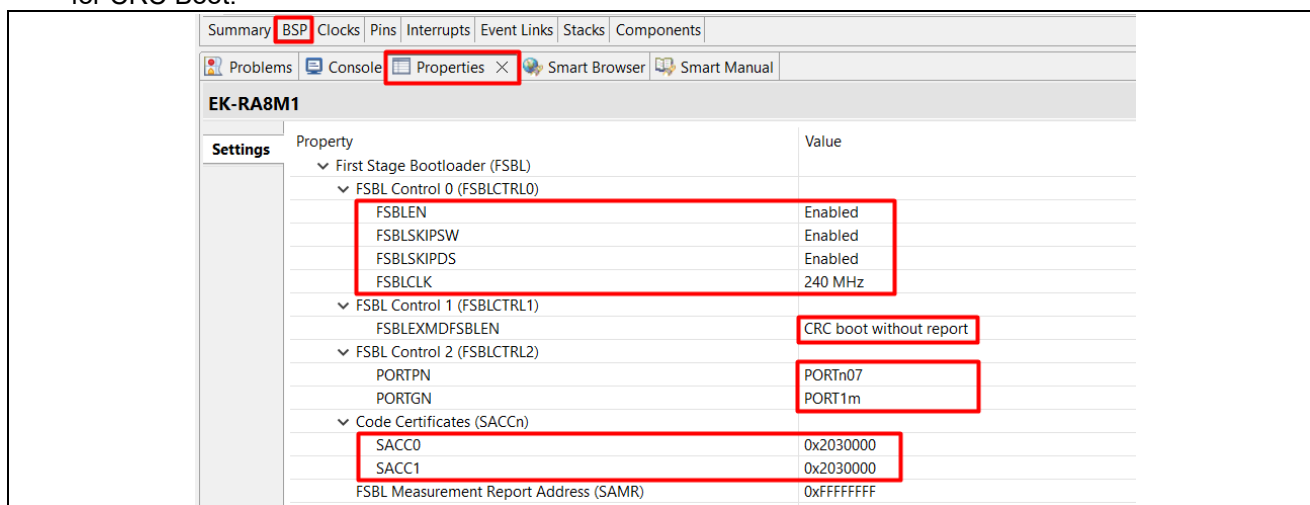 for CRC Boot.
Summary BSP Clocks Pins Interrupts Event Links Stacks Components
Problems Console Properties × Smart Browser Smart Manual
EK-RA8M1
Settings Property Value
First Stage Bootloader (FSBL)
FSBL Control 0 (FSBLCTRL0)
FSBLEN Enabled
FSBLSKIPSW Enabled
FSBLSKIPDS Enabled
FSBLCLK 240 MHz
FSBL Control 1 (FSBLCTRL1)
FSBLEXMDFSBLEN CRC boot without report
FSBL Control 2 (FSBLCTRL2)
PORTPN PORTn07
PORTGN PORT1m
Code Certificates (SACCn)
SACC0 0x2030000
SACC1 0x2030000
FSBL Measurement Report Address (SAMR) 0xFFFFFFFF